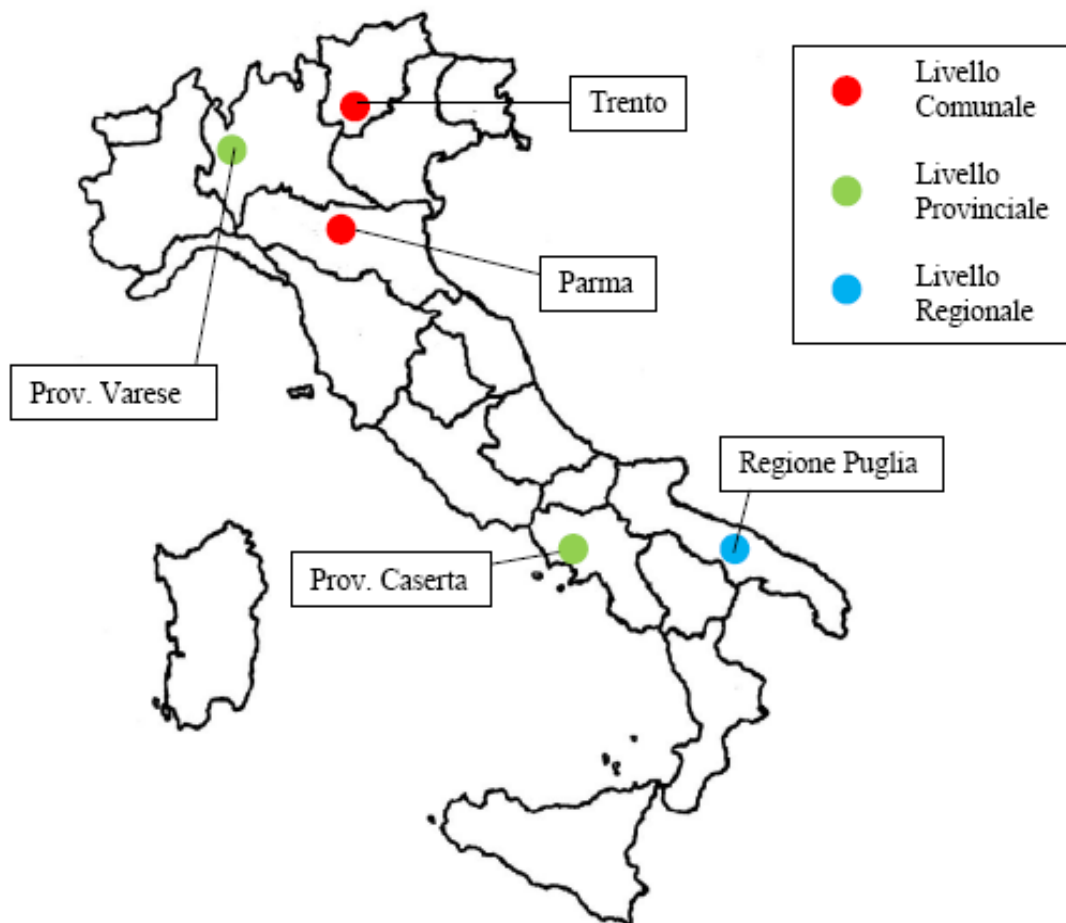 Livello
Comunale
Trento
Livello
Provinciale
Parma
Livello
Regionale
Prov. Varese
Regione Puglia
Prov. Caserta